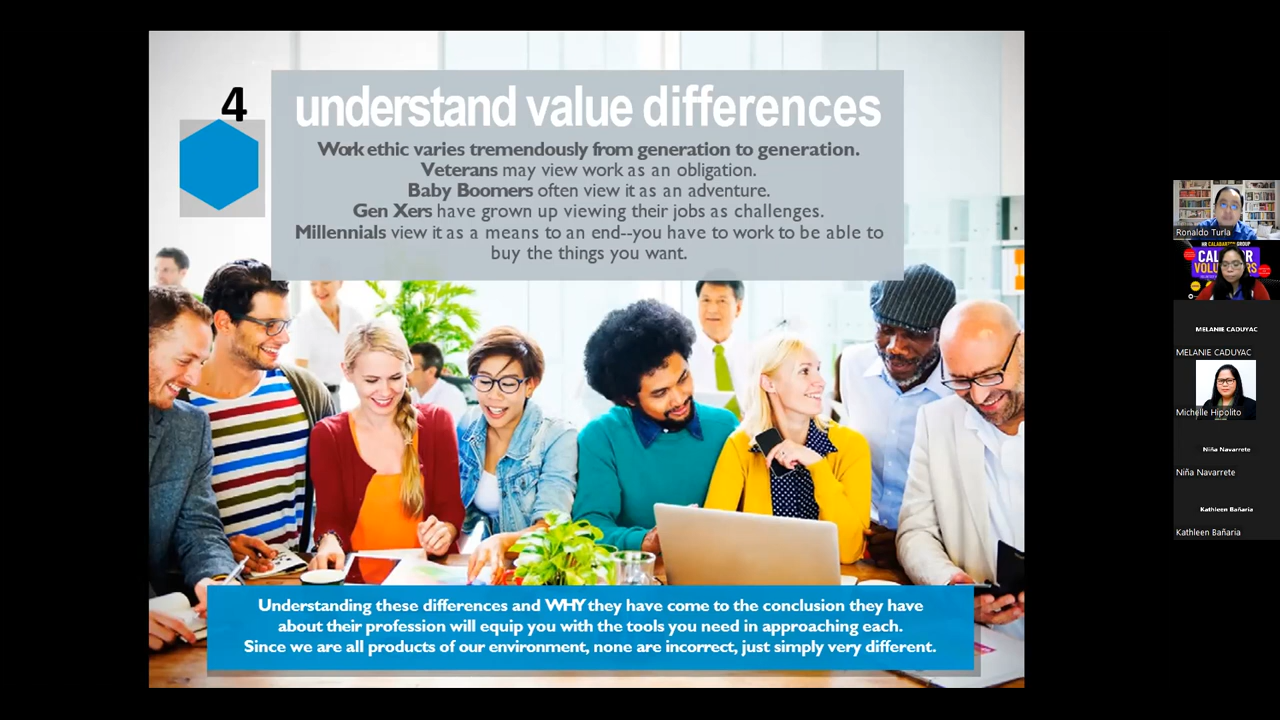 4
understand value differences
Work ethic varies tremendously from generation to generation.
Veterans may view work as an obligation.
Baby Boomers often view it as an adventure.
Gen Xers have grown up viewing their jobs as challenges.
Millennials view it as a means to an end--you have to work to be able to
buy the things you want.
Understanding these differences and WHY they have come to the conclusion they have
about their profession will equip you with the tools you need in approaching each.
Since we are all products of our environment, none are incorrect, just simply very different.
Ronaldo Turla
MELANIE CADUYAC
MELANIE CADUYAC
Michelle Hipolito
Niña Navarrete
Niña Navarrete
Kathleen Bañaria
Kathleen Bañaria